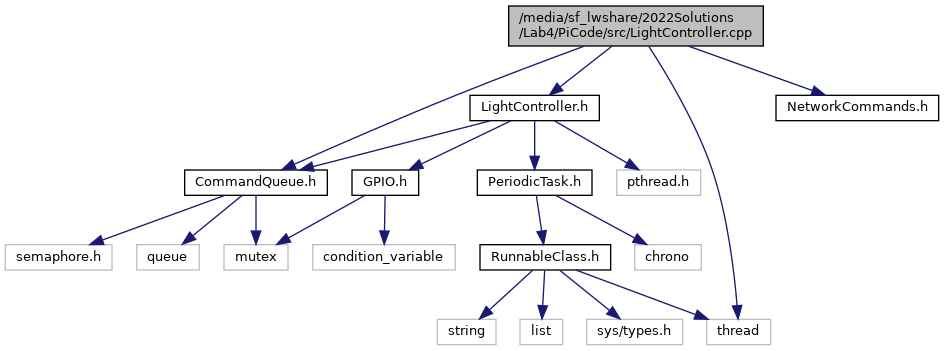 /media/sf_lwshare/2022Solutions
/Lab4/PiCode/src/LightController.cpp
LightController.h
NetworkCommands.h
CommandQueue.h
GPIO.h
PeriodicTask.h
pthread.h
semaphore.h
queue
mutex
condition_variable
RunnableClass.h
chrono
string
list
sys/types.h
thread